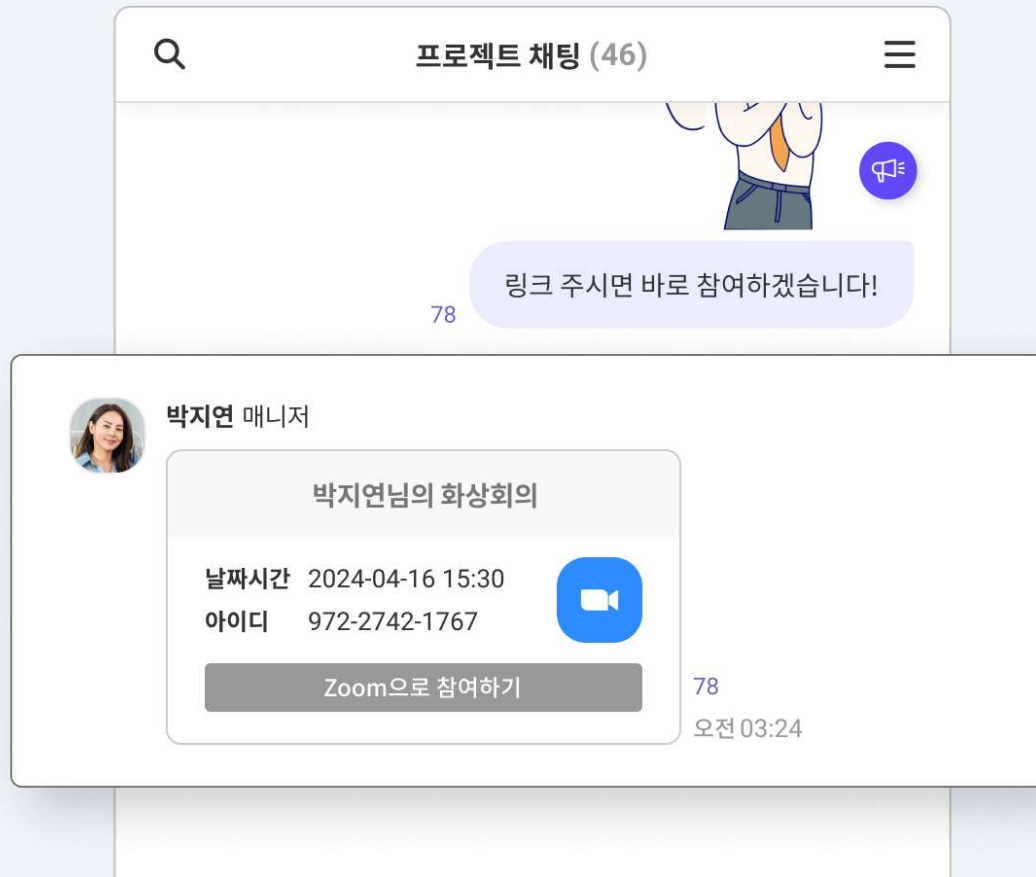 프로젝트 채팅 (46)
링크 주시면 바로 참여하겠습니다!
78
박지연 매니저
박지연님의 화상회의
날짜시간 2024-04-16 15:30
아이디 972-2742-1767
Zoom으로 참여하기
78
오전 03:24